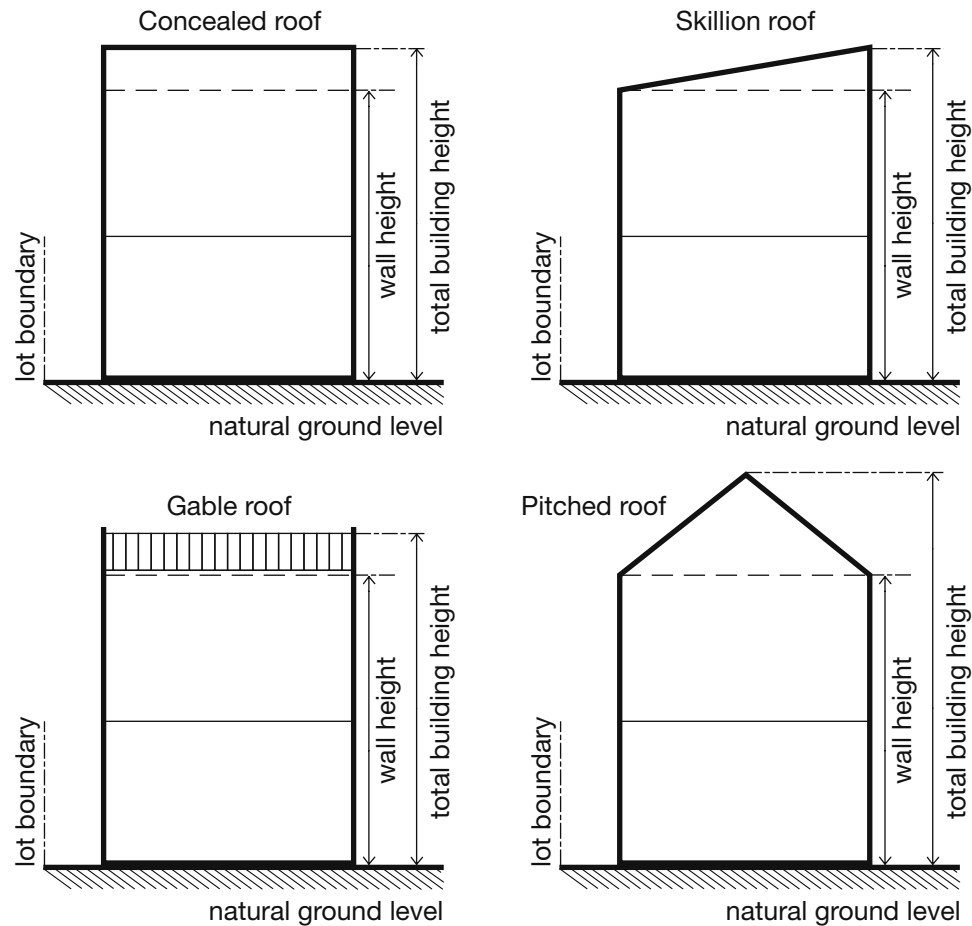 Concealed roof
lot boundary
wall height
total building height
natural ground level
Skillion roof
lot boundary
wall height
total building height
natural ground level
Gable roof
lot boundary
wall height
total building height
natural ground level
Pitched roof
lot boundary
wall height
total building height
natural ground level